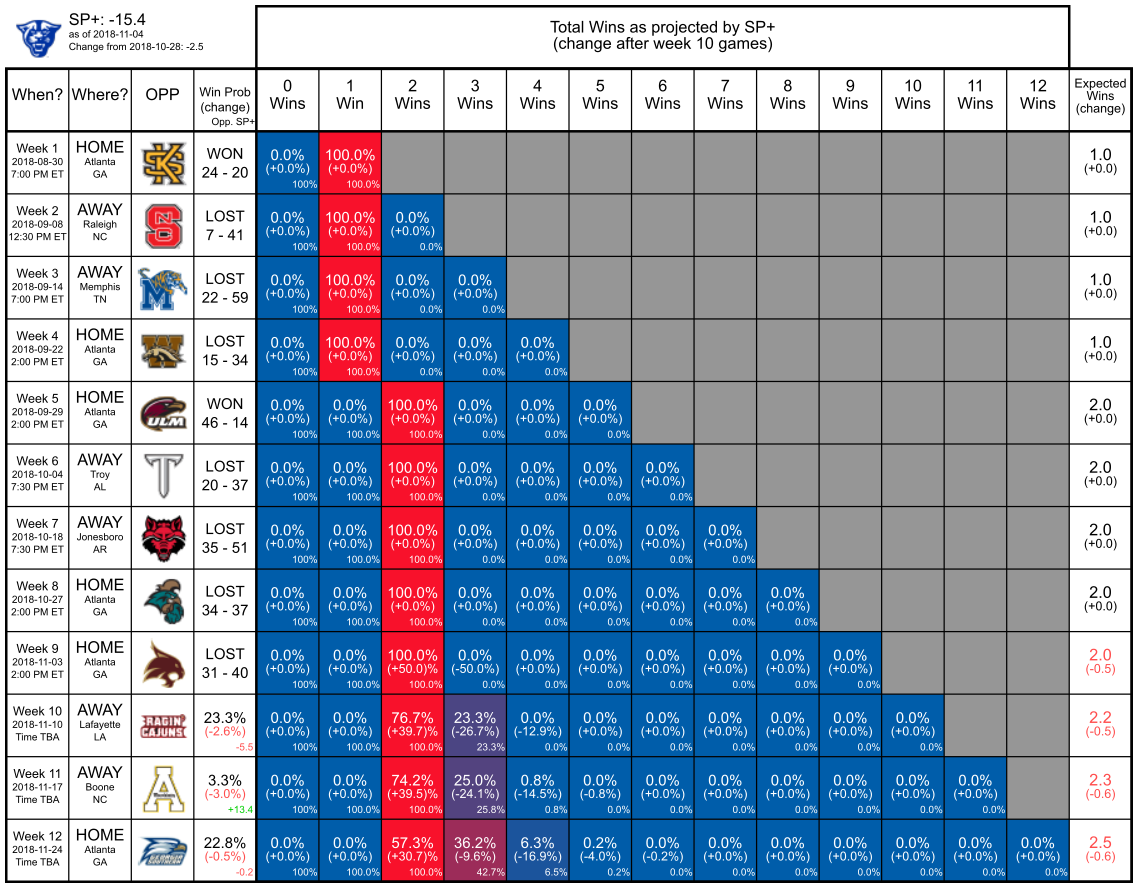 SP+: -15.4
as of 2018-11-04
Change from 2018-10-28: -2.5
Total Wins as projected by SP+
(change after week 10 games)
When? Where? OPP Win Prob (change) Opp. SP+ 0 Wins 1 Win 2 Wins 3 Wins 4 Wins 5 Wins 6 Wins 7 Wins 8 Wins 9 Wins 10 Wins 11 Wins 12 Wins Expected Wins (change)
Week 1 HOME WON 0.0% 100.0% 1.0
2018-08-30 Atlanta KS (+0.0%) (+0.0%) (+0.0)
7:00 PM ET GA 24 - 20 100% 100.0%
Week 2 AWAY LOST 0.0% 100.0% 0.0% 1.0
2018-09-08 Raleigh NCS (+0.0%) (+0.0%) (+0.0%) (+0.0)
12:30 PM ET NC 7 - 41 100% 100.0% 0.0%
Week 3 AWAY LOST 0.0% 100.0% 0.0% 0.0% 1.0
2018-09-14 Memphis M (+0.0%) (+0.0%) (+0.0%) (+0.0%) (+0.0)
7:00 PM ET TN 22 - 59 100% 100.0% 0.0% 0.0%
Week 4 HOME LOST 0.0% 100.0% 0.0% 0.0% 0.0% 1.0
2018-09-22 Atlanta W (+0.0%) (+0.0%) (+0.0%) (+0.0%) (+0.0%) (+0.0)
2:00 PM ET GA 15 - 34 100% 100.0% 0.0% 0.0% 0.0%
Week 5 HOME WON 0.0% 0.0% 100.0% 0.0% 0.0% 0.0% 2.0
2018-09-29 Atlanta ULM (+0.0%) (+0.0%) (+0.0%) (+0.0%) (+0.0%) (+0.0%) (+0.0)
2:00 PM ET GA 46 - 14 100% 100.0% 100.0% 0.0% 0.0% 0.0%
Week 6 AWAY LOST 0.0% 0.0% 100.0% 0.0% 0.0% 0.0% 0.0% 2.0
2018-10-04 Troy T (+0.0%) (+0.0%) (+0.0%) (+0.0%) (+0.0%) (+0.0%) (+0.0%) (+0.0)
7:30 PM ET AL 20 - 37 100% 100.0% 100.0% 0.0% 0.0% 0.0% 0.0%
Week 7 AWAY LOST 0.0% 0.0% 100.0% 0.0% 0.0% 0.0% 0.0% 0.0% 2.0
2018-10-18 Jonesboro (+0.0%) (+0.0%) (+0.0%) (+0.0%) (+0.0%) (+0.0%) (+0.0%) (+0.0%) (+0.0)
7:30 PM ET AR 35 - 51 100% 100.0% 100.0% 0.0% 0.0% 0.0% 0.0% 0.0%
Week 8 HOME LOST 0.0% 0.0% 100.0% 0.0% 0.0% 0.0% 0.0% 0.0% 0.0% 2.0
2018-10-27 Atlanta (+0.0%) (+0.0%) (+0.0%) (+0.0%) (+0.0%) (+0.0%) (+0.0%) (+0.0%) (+0.0%) (+0.0)
2:00 PM ET GA 34 - 37 100% 100.0% 100.0% 0.0% 0.0% 0.0% 0.0% 0.0% 0.0%
Week 9 HOME LOST 0.0% 0.0% 100.0% 0.0% 0.0% 0.0% 0.0% 0.0% 0.0% 0.0% 2.0
2018-11-03 Atlanta (+0.0%) (+0.0%) (+50.0)% (-50.0%) (+0.0%) (+0.0%) (+0.0%) (+0.0%) (+0.0%) (+0.0%) (-0.5)
2:00 PM ET GA 31 - 40 100% 100.0% 100.0% 0.0% 0.0% 0.0% 0.0% 0.0% 0.0% 0.0%
Week 10 AWAY 23.3% 0.0% 0.0% 76.7% 23.3% 0.0% 0.0% 0.0% 0.0% 0.0% 0.0% 0.0% 2.2
2018-11-10 Lafayette RAGIN' CAJUNS (-2.6%) (+0.0%) (+0.0%) (+39.7)% (-26.7%) (-12.9%) (+0.0%) (+0.0%) (+0.0%) (+0.0%) (+0.0%) (+0.0%) (-0.5)
Time TBA LA -5.5 100% 100.0% 100.0% 23.3% 0.0% 0.0% 0.0% 0.0% 0.0% 0.0% 0.0%
Week 11 AWAY 3.3% 0.0% 0.0% 74.2% 25.0% 0.8% 0.0% 0.0% 0.0% 0.0% 0.0% 0.0% 0.0% 2.3
2018-11-17 Boone A (-3.0%) (+0.0%) (+0.0%) (+39.5)% (-24.1%) (-14.5%) (-0.8%) (+0.0%) (+0.0%) (+0.0%) (+0.0%) (+0.0%) (+0.0%) (-0.6)
Time TBA NC +13.4 100% 100.0% 100.0% 25.8% 0.8% 0.0% 0.0% 0.0% 0.0% 0.0% 0.0% 0.0%
Week 12 HOME 22.8% 0.0% 0.0% 57.3% 36.2% 6.3% 0.2% 0.0% 0.0% 0.0% 0.0% 0.0% 0.0% 0.0% 2.5
2018-11-24 Atlanta GEORGIA SOUTHERN (-0.5%) (+0.0%) (+0.0%) (+30.7)% (-9.6%) (-16.9%) (-4.0%) (-0.2%) (+0.0%) (+0.0%) (+0.0%) (+0.0%) (+0.0%) (+0.0%) (-0.6)
Time TBA GA -0.2 100% 100.0% 100.0% 42.7% 6.5% 0.2% 0.0% 0.0% 0.0% 0.0% 0.0% 0.0% 0.0%